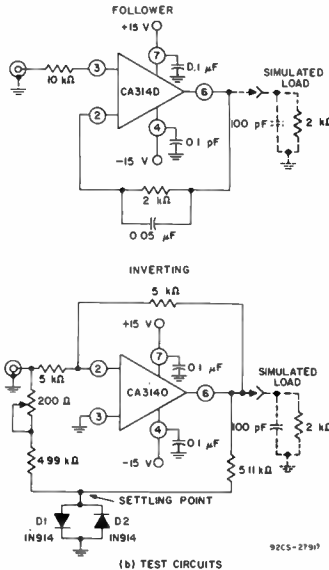 FOLLOWER
+15 V
7
0.1 µF
3
10 kΩ
CA3140
6
SIMULATED
LOAD
2
4
0.1 µF
100 pF
2 kΩ
-15 V
2 kΩ
0.05 µF
INVERTING
5 kΩ
+15 V
5 kΩ
2
7
0.1 µF
200 Ω
CA3140
6
SIMULATED
LOAD
3
4
0.1 µF
100 pF
2 kΩ
4.99 kΩ
-15 V
5.11 kΩ
SETTLING POINT
D1
1N914
D2
1N914
92CS-27917
(b) TEST CIRCUITS